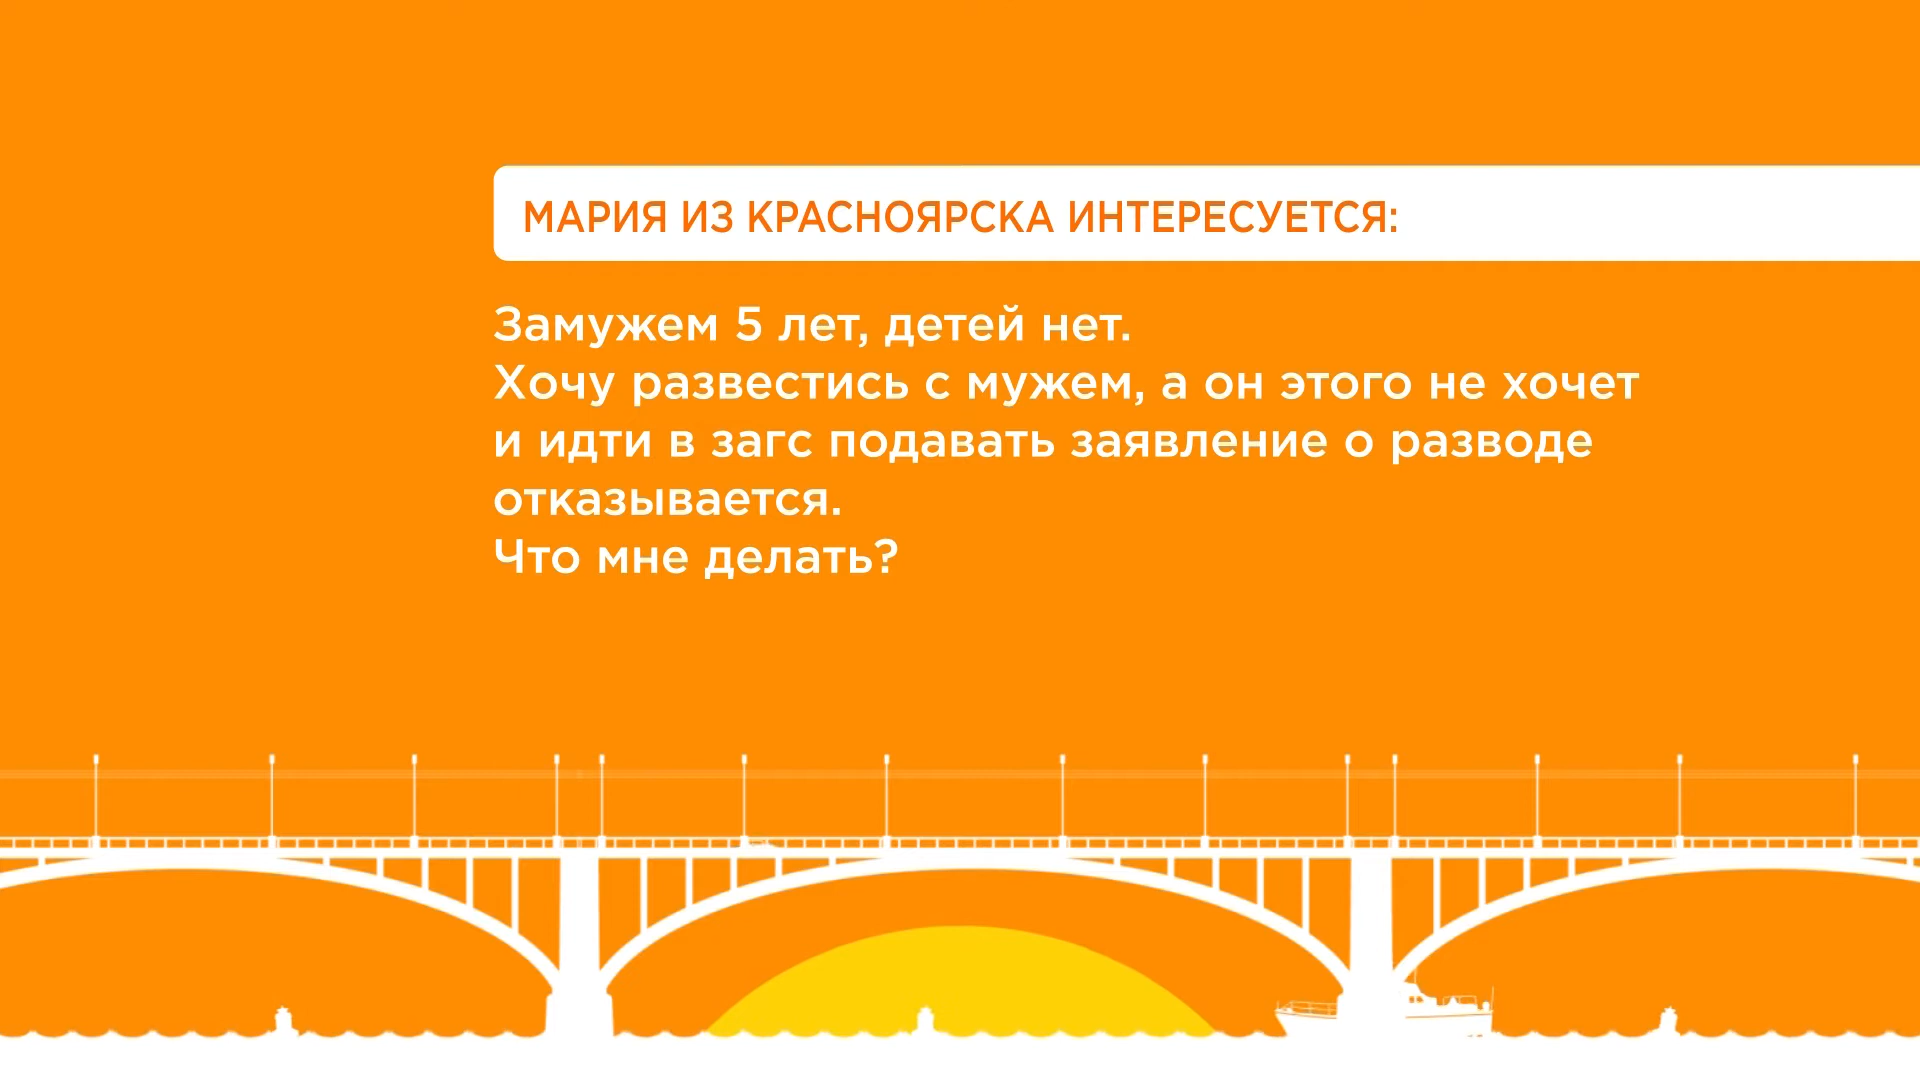 МАРИЯ ИЗ КРАСНОЯРСКА ИНТЕРЕСУЕТСЯ:
Замужем 5 лет, детей нет.
Хочу развестись с мужем, а он этого не хочет
и идти в загс подавать заявление о разводе
отказывается.
Что мне делать?